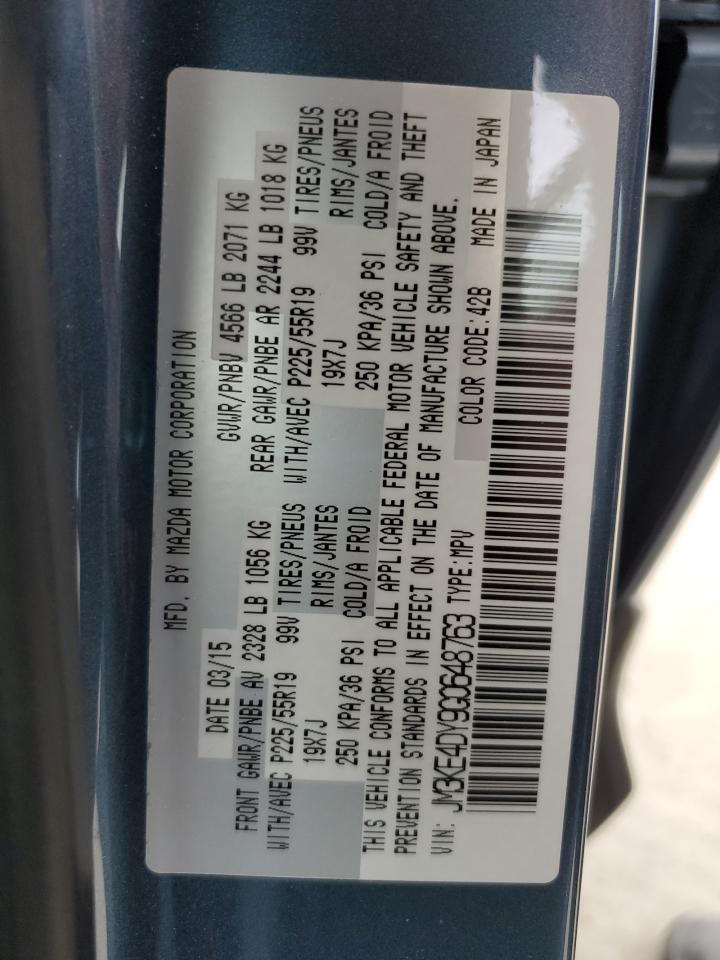 MFD. BY MAZDA MOTOR CORPORATION
DATE 03/15 GVWR/PNBV 4566 LB 2071 KG
FRONT GAWR/PNBE AV 2328 LB 1056 KG REAR GAWR/PNBE AR 2244 LB 1018 KG
WITH/AVEC P225/55R19 99V TIRES/PNEUS WITH/AVEC P225/55R19 99V TIRES/PNEUS
19X7J RIMS/JANTES 19X7J RIMS/JANTES
250 KPA/36 PSI COLD/A FROID 250 KPA/36 PSI COLD/A FROID
THIS VEHICLE CONFORMS TO ALL APPLICABLE FEDERAL MOTOR VEHICLE SAFETY AND THEFT
PREVENTION STANDARDS IN EFFECT ON THE DATE OF MANUFACTURE SHOWN ABOVE.
VIN: JM3KE4DY9G0648763 TYPE:MPV COLOR CODE:42B MADE IN JAPAN